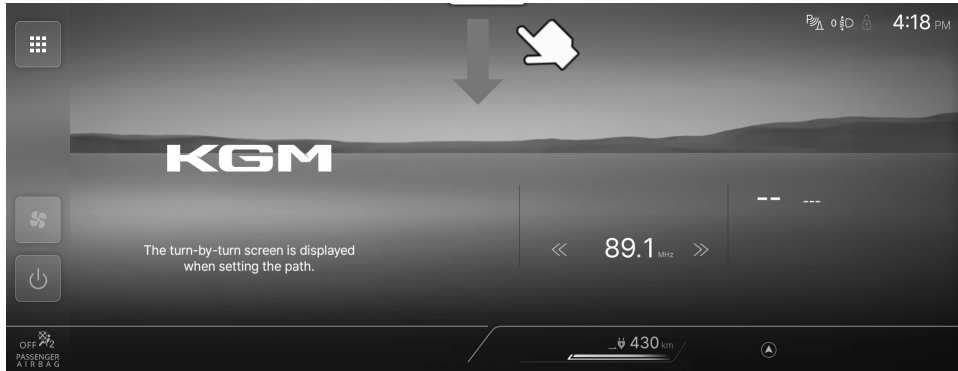 4:18 PM
KGM
-- ---
The turn-by-turn screen is displayed
when setting the path.
89.1 MHz
OFF 2
PASSENGER
AIRBAG
430 km